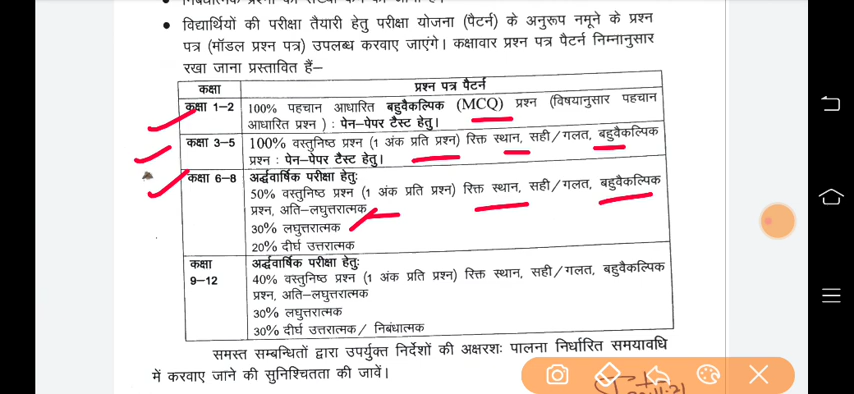 विद्यार्थियों की परीक्षा तैयारी हेतु परीक्षा योजना (पैटर्न) के अनुरूप नमूने के प्रश्न
पत्र (मॉडल प्रश्न पत्र) उपलब्ध करवाए जाएंगे। कक्षावार प्रश्न पत्र पैटर्न निम्नानुसार
रखा जाना प्रस्तावित हैं–
कक्षा प्रश्न पत्र पैटर्न
कक्षा 1–2 100% पहचान आधारित बहुवैकल्पिक (MCQ) प्रश्न (विषयानुसार पहचान
आधारित प्रश्न ) : पेन–पेपर टैस्ट हेतु।
कक्षा 3–5 100% वस्तुनिष्ठ प्रश्न (1 अंक प्रति प्रश्न) रिक्त स्थान, सही/गलत, बहुवैकल्पिक
प्रश्न : पेन–पेपर टैस्ट हेतु।
कक्षा 6–8 अर्द्धवार्षिक परीक्षा हेतुः
50% वस्तुनिष्ठ प्रश्न (1 अंक प्रति प्रश्न) रिक्त स्थान, सही/गलत, बहुवैकल्पिक
प्रश्न, अति–लघुत्तरात्मक
30% लघुत्तरात्मक
20% दीर्घ उत्तरात्मक
कक्षा अर्द्धवार्षिक परीक्षा हेतुः
9–12 40% वस्तुनिष्ठ प्रश्न (1 अंक प्रति प्रश्न) रिक्त स्थान, सही/गलत, बहुवैकल्पिक
प्रश्न, अति–लघुत्तरात्मक
30% लघुत्तरात्मक
30% दीर्घ उत्तरात्मक/ निबंधात्मक
समस्त सम्बन्धितों द्वारा उपर्युक्त निर्देशों की अक्षरशः पालना निर्धारित समयावधि
में करवाए जाने की सुनिश्चितता की जावें।